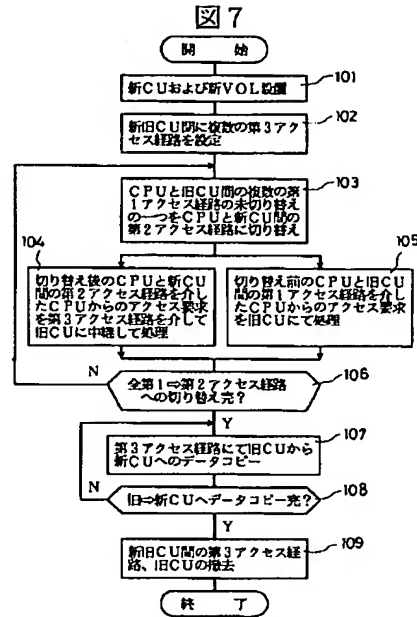 図7
開 始
101
新CUおよび新VOL設置
102
新旧CU間に複数の第3アク
セス経路を設定
103
CPUと旧CU間の複数の第
1アクセス経路の未切り替え
の一つをCPUと新CU間の
第2アクセス経路に切り替え
104
切り替え後のCPUと新CU
間の第2アクセス経路を介し
たCPUからのアクセス要求
を第3アクセス経路を介して
旧CUに中継して処理
105
切り替え前のCPUと旧CU
間の第1アクセス経路を介し
たCPUからのアクセス要求
を旧CUにて処理
106
N
全第1⇒第2アクセス経路
への切り替え完?
Y
107
第3アクセス経路にて旧CUから
新CUへのデータコピー
N
108
旧⇒新CUへデータコピー充?
Y
109
新旧CU間の第3アクセス経
路、旧CUの撤去
終 了